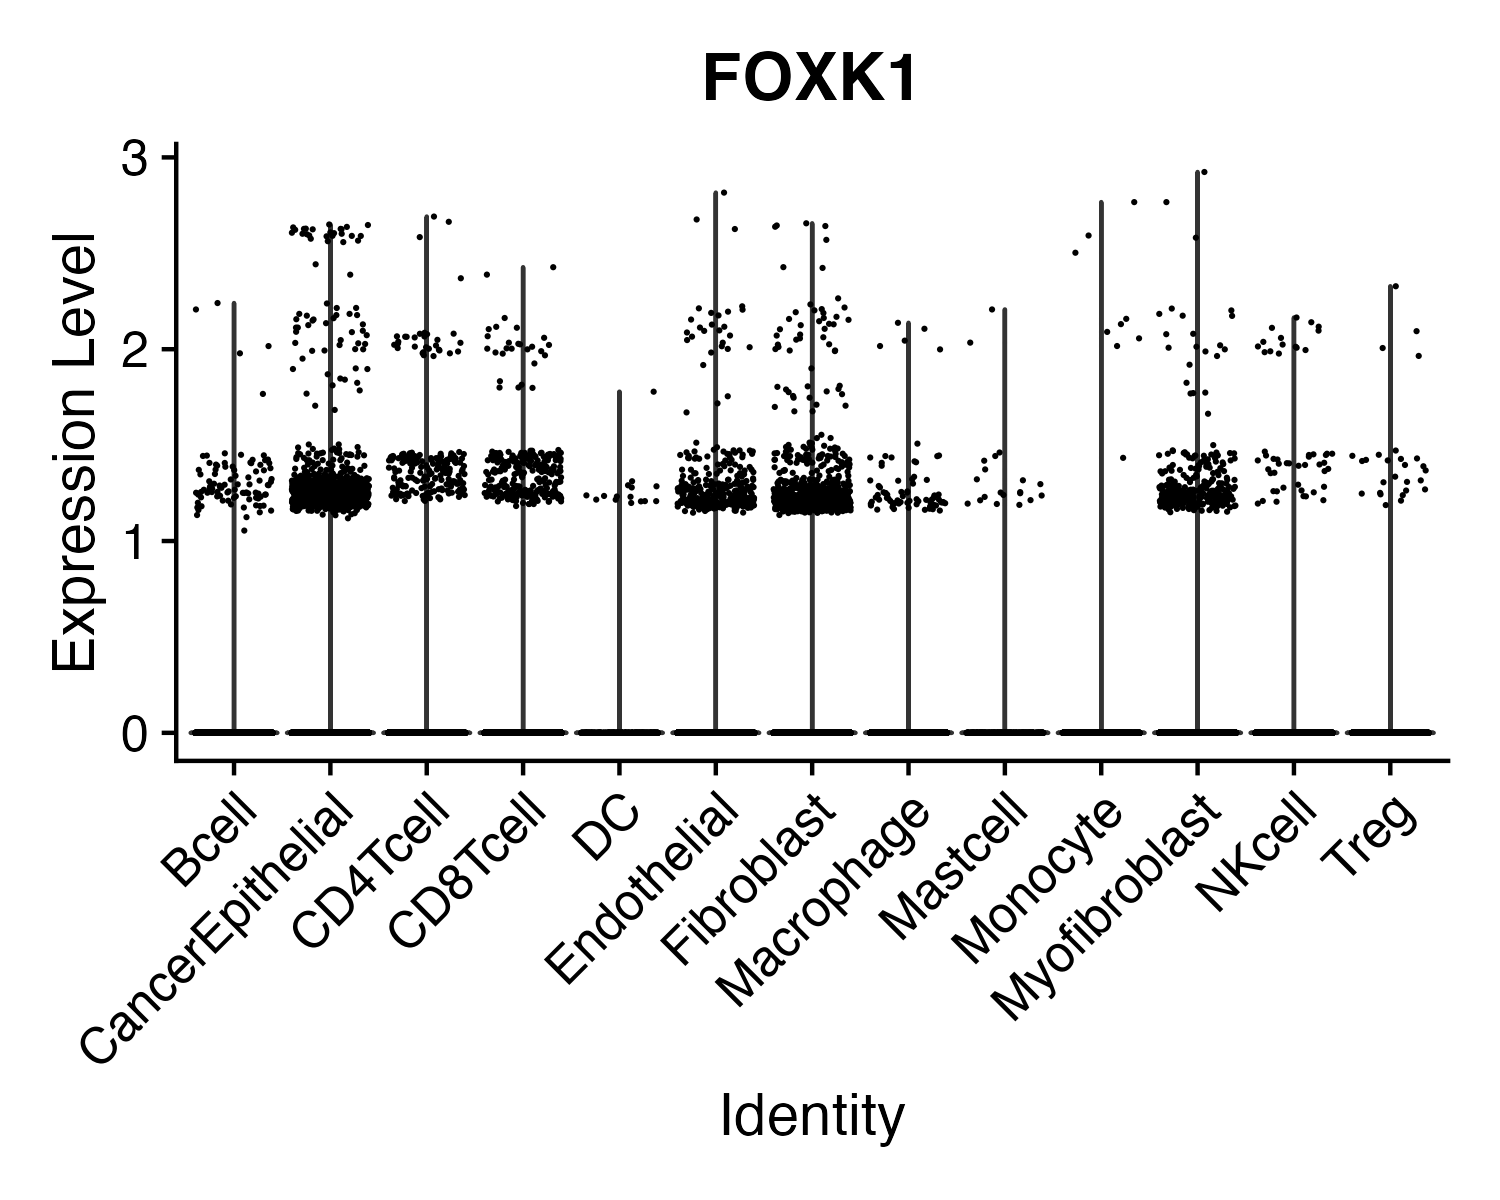 FOXK1
Expression Level
3
2
1
0
Bcell
CancerEpithelial
CD4Tcell
CD8Tcell
DC
Endothelial
Fibroblast
Macrophage
Mastcell
Monocyte
Myofibroblast
NKcell
Treg
Identity